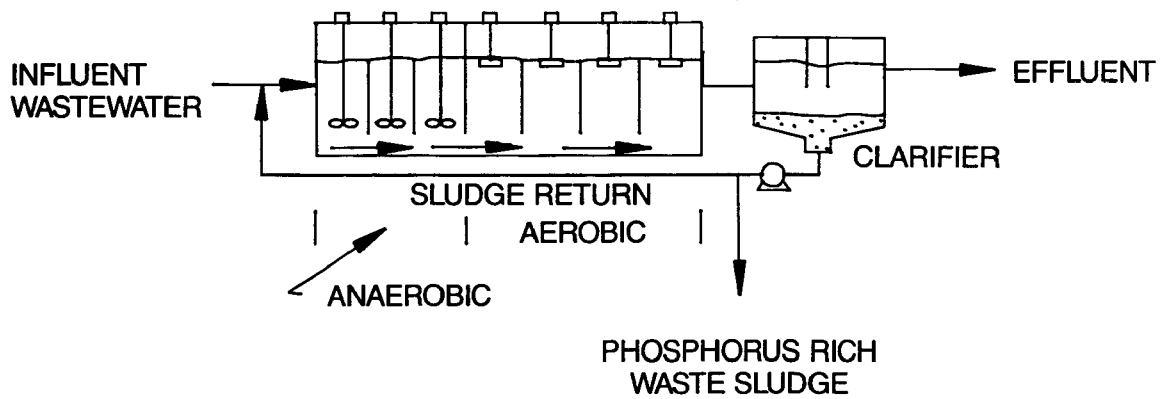 INFLUENT
WASTEWATER
EFFLUENT
CLARIFIER
SLUDGE RETURN
AEROBIC
ANAEROBIC
PHOSPHORUS RICH
WASTE SLUDGE